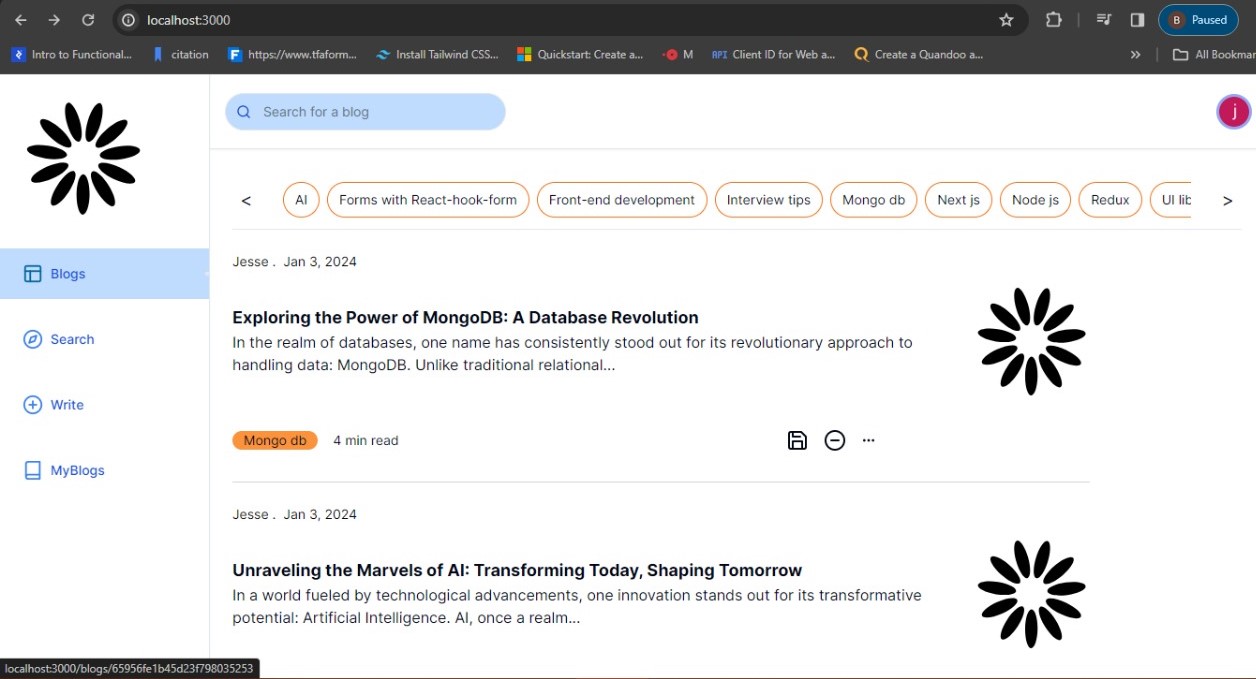 localhost:3000
B Paused
Intro to Functional...
citation
https://www.tfaform...
Install Tailwind CSS...
Quickstart: Create a...
M
API Client ID for Web a...
Create a Quandoo a...
»
All Bookmar
Search for a blog
j
<
AI
Forms with React-hook-form
Front-end development
Interview tips
Mongo db
Next js
Node js
Redux
UI lib
>
Blogs
Search
Write
MyBlogs
Jesse . Jan 3, 2024
Exploring the Power of MongoDB: A Database Revolution
In the realm of databases, one name has consistently stood out for its revolutionary approach to
handling data: MongoDB. Unlike traditional relational...
Mongo db 4 min read
Jesse . Jan 3, 2024
Unraveling the Marvels of AI: Transforming Today, Shaping Tomorrow
In a world fueled by technological advancements, one innovation stands out for its transformative
potential: Artificial Intelligence. AI, once a realm...
localhost:3000/blogs/65956fe1b45d23f798035253